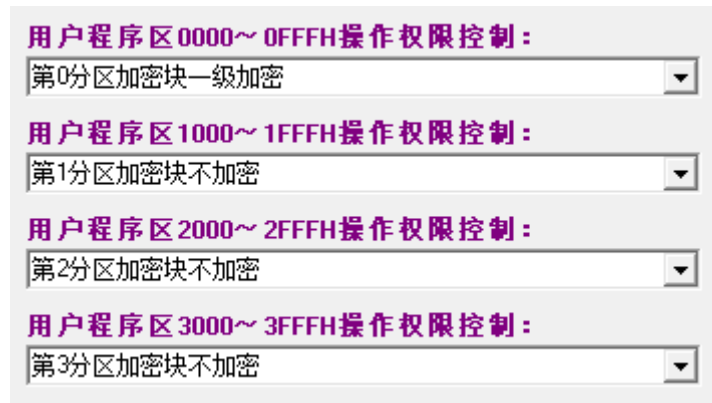 用户程序区0000～0FFFH操作权限控制：
第0分区加密块一级加密
用户程序区1000～1FFFH操作权限控制：
第1分区加密块不加密
用户程序区2000～2FFFH操作权限控制：
第2分区加密块不加密
用户程序区3000～3FFFH操作权限控制：
第3分区加密块不加密